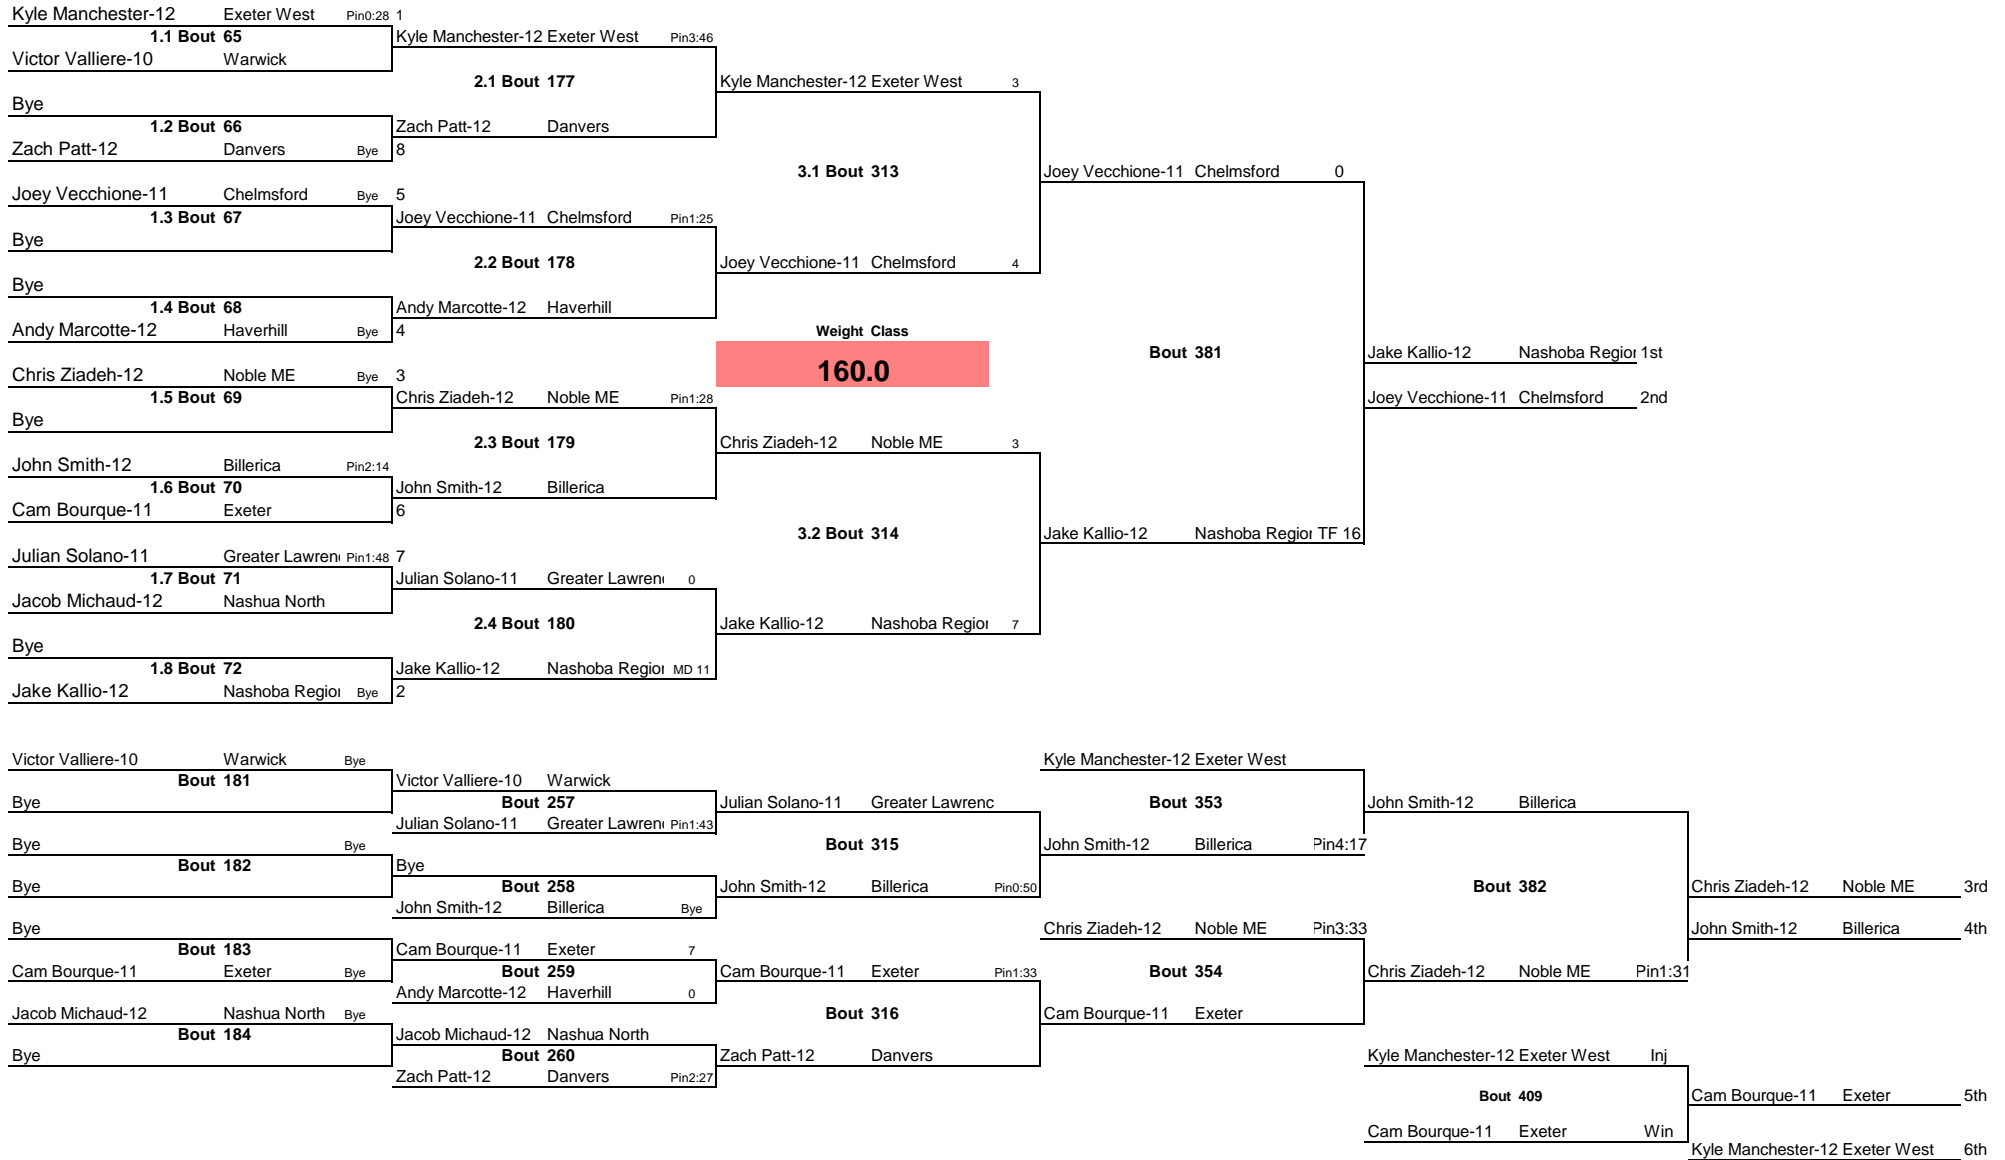 Kyle Manchester-12 Exeter West Pin0:28 1
1.1 Bout 65 Kyle Manchester-12 Exeter West Pin3:46
Victor Valliere-10 Warwick
2.1 Bout 177 Kyle Manchester-12 Exeter West 3
Bye
1.2 Bout 66 Zach Patt-12 Danvers
Zach Patt-12 Danvers Bye 8
3.1 Bout 313 Joey Vecchione-11 Chelmsford 0
Joey Vecchione-11 Chelmsford Bye 5
1.3 Bout 67 Joey Vecchione-11 Chelmsford Pin1:25
Bye
2.2 Bout 178 Joey Vecchione-11 Chelmsford 4
Bye
1.4 Bout 68 Andy Marcotte-12 Haverhill
Andy Marcotte-12 Haverhill Bye 4 Weight Class
Bout 381 Jake Kallio-12 Nashoba Region 1st
Chris Ziadeh-12 Noble ME Bye 3 160.0
1.5 Bout 69 Chris Ziadeh-12 Noble ME Pin1:28 Joey Vecchione-11 Chelmsford 2nd
Bye
2.3 Bout 179 Chris Ziadeh-12 Noble ME 3
John Smith-12 Billerica Pin2:14
1.6 Bout 70 John Smith-12 Billerica
Cam Bourque-11 Exeter 6
3.2 Bout 314 Jake Kallio-12 Nashoba Region TF 16
Julian Solano-11 Greater Lawrenc Pin1:48 7
1.7 Bout 71 Julian Solano-11 Greater Lawrenc 0
Jacob Michaud-12 Nashua North
2.4 Bout 180 Jake Kallio-12 Nashoba Region 7
Bye
1.8 Bout 72 Jake Kallio-12 Nashoba Region MD 11
Jake Kallio-12 Nashoba Region Bye 2
Victor Valliere-10 Warwick Bye Kyle Manchester-12 Exeter West
Bout 181 Victor Valliere-10 Warwick
Bye Bout 257 Julian Solano-11 Greater Lawrenc Bout 353 John Smith-12 Billerica
Julian Solano-11 Greater Lawrenc Pin1:43
Bye Bye Bout 315 John Smith-12 Billerica Pin4:17
Bout 182 Bye
Bye Bout 258 John Smith-12 Billerica Pin0:50 Bout 382 Chris Ziadeh-12 Noble ME 3rd
John Smith-12 Billerica Bye
Bye Chris Ziadeh-12 Noble ME Pin3:33 John Smith-12 Billerica 4th
Bout 183 Cam Bourque-11 Exeter 7
Cam Bourque-11 Exeter Bye Bout 259 Cam Bourque-11 Exeter Pin1:33 Bout 354 Chris Ziadeh-12 Noble ME Pin1:31
Andy Marcotte-12 Haverhill 0
Jacob Michaud-12 Nashua North Bye Bout 316 Cam Bourque-11 Exeter
Bout 184 Jacob Michaud-12 Nashua North
Bye Bout 260 Zach Patt-12 Danvers Kyle Manchester-12 Exeter West Inj
Zach Patt-12 Danvers Pin2:27
Bout 409 Cam Bourque-11 Exeter 5th
Cam Bourque-11 Exeter Win
Kyle Manchester-12 Exeter West 6th